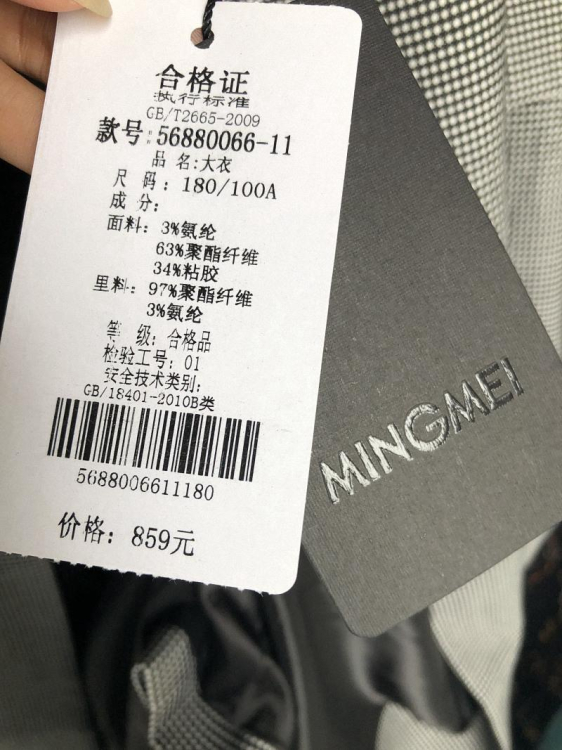 合格证
执行标准
GB/T2665-2009
款号:56880066-11
品 名:大衣
尺 码: 180/100A
成 分:
面料: 3%氨纶
63%聚酯纤维
34%粘胶
里料: 97%聚酯纤维
3%氨纶
等 级: 合格品
检验工号: 01
安全技术类别:
GB/18401-2010B类
5688006611180
价格: 859元
MINGMEI